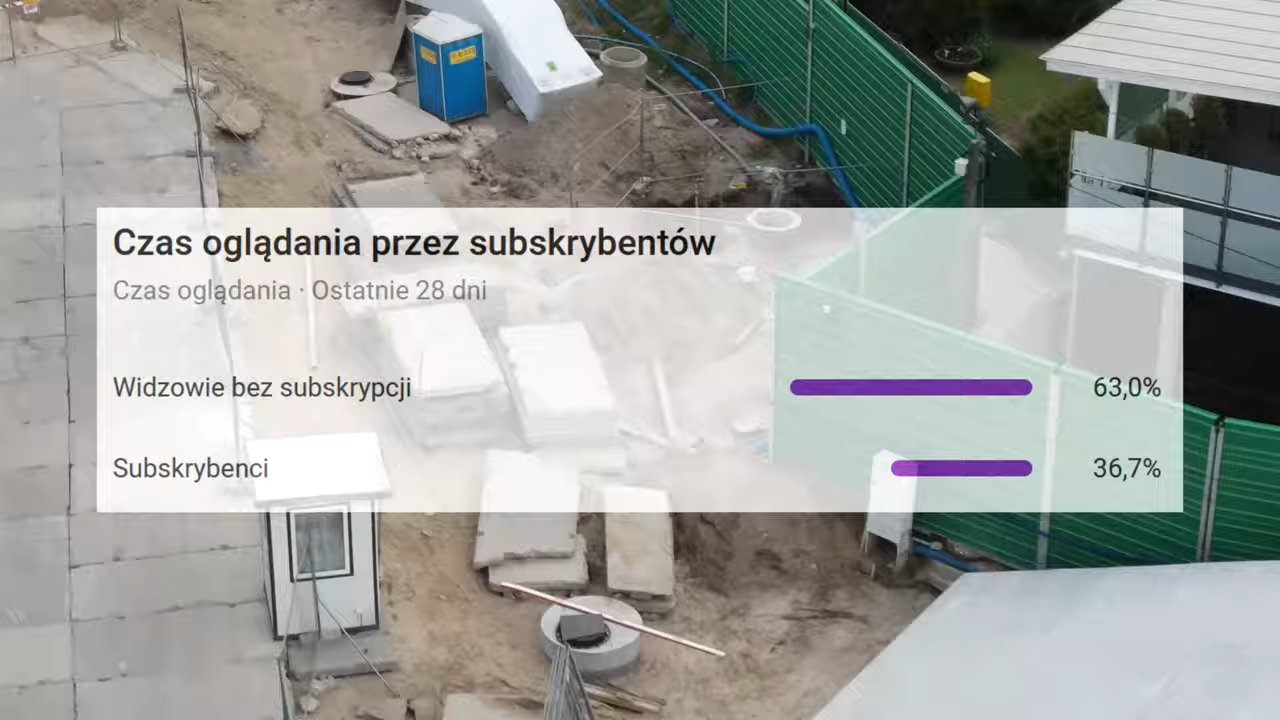 Czas oglądania przez subskrybentów
Czas oglądania · Ostatnie 28 dni
Widzowie bez subskrypcji 63,0%
Subskrybenci 36,7%